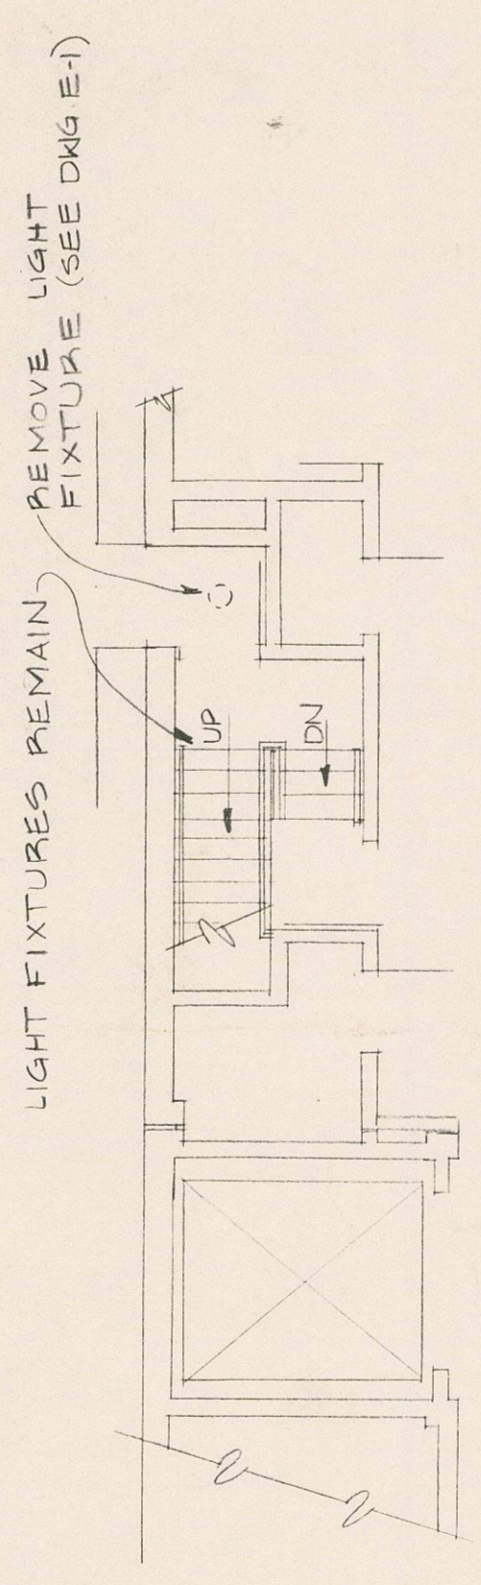 REMOVE LIGHT
FIXTURE (SEE DWG. E-1)
LIGHT FIXTURES REMAIN
UP
DN